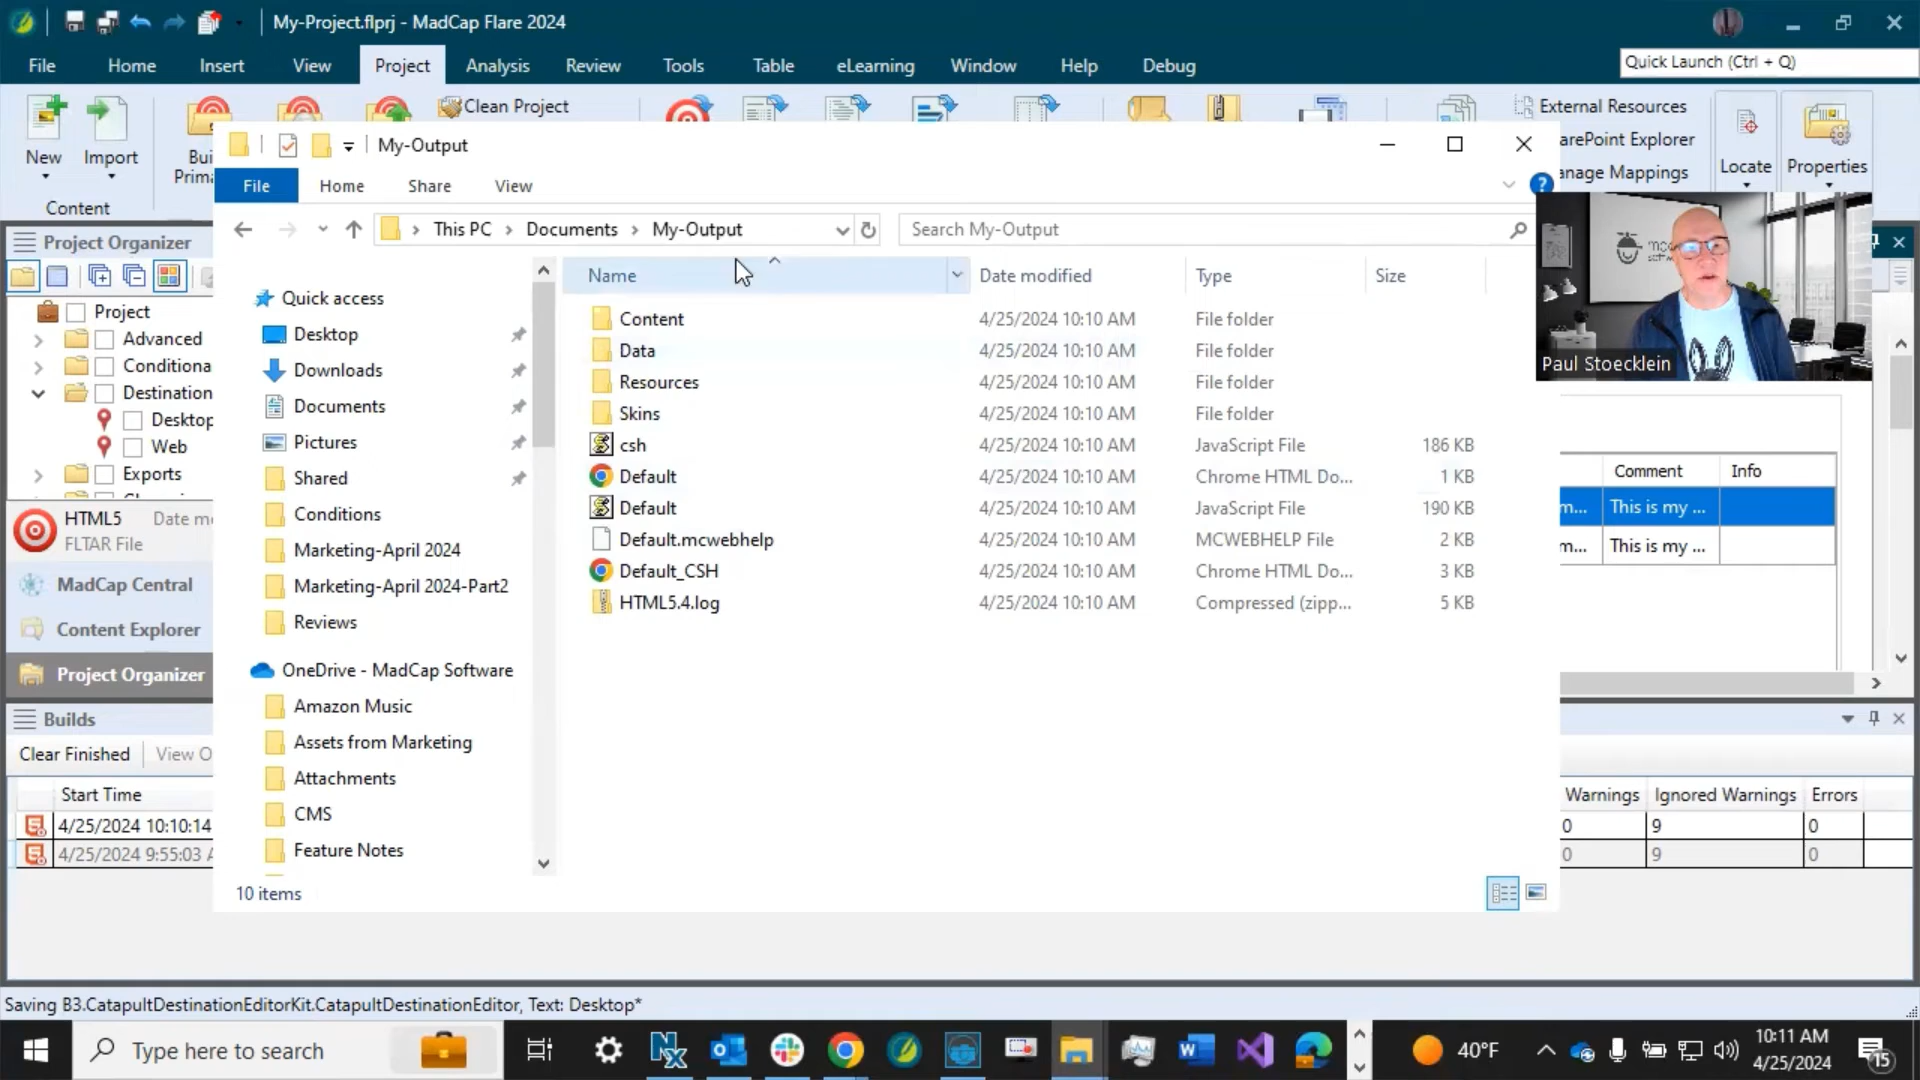 My-Project.flprj - MadCap Flare 2024
File Home Insert View Project Analysis Review Tools Table eLearning Window Help Debug
Quick Launch (Ctrl + Q)
New
Import
Content
Clean Project
External Resources
Locate
Properties
My-Output
File Home Share View
This PC > Documents > My-Output
Search My-Output
Project Organizer
Project
Advanced
Conditiona
Destination
Desktop
Web
Exports
HTML5
FLTAR File
MadCap Central
Content Explorer
Project Organizer
Quick access
Desktop
Downloads
Documents
Pictures
Shared
Conditions
Marketing-April 2024
Marketing-April 2024-Part2
Reviews
OneDrive - MadCap Software
Amazon Music
Assets from Marketing
Attachments
CMS
Feature Notes
Name Date modified Type Size
Content 4/25/2024 10:10 AM File folder
Data 4/25/2024 10:10 AM File folder
Resources 4/25/2024 10:10 AM File folder
Skins 4/25/2024 10:10 AM File folder
csh 4/25/2024 10:10 AM JavaScript File 186 KB
Default 4/25/2024 10:10 AM Chrome HTML Do... 1 KB
Default 4/25/2024 10:10 AM JavaScript File 190 KB
Default.mcwebhelp 4/25/2024 10:10 AM MCWEBHELP File 2 KB
Default_CSH 4/25/2024 10:10 AM Chrome HTML Do... 3 KB
HTML5.4.log 4/25/2024 10:10 AM Compressed (zipp... 5 KB
10 items
Paul Stoecklein
Comment Info
This is my ...
This is my ...
Builds
Clear Finished View O
Start Time
4/25/2024 10:10:14
4/25/2024 9:55:03 A
Warnings Ignored Warnings Errors
0 9 0
0 9 0
Saving B3.CatapultDestinationEditorKit.CatapultDestinationEditor, Text: Desktop*
Type here to search
40°F
10:11 AM
4/25/2024
15